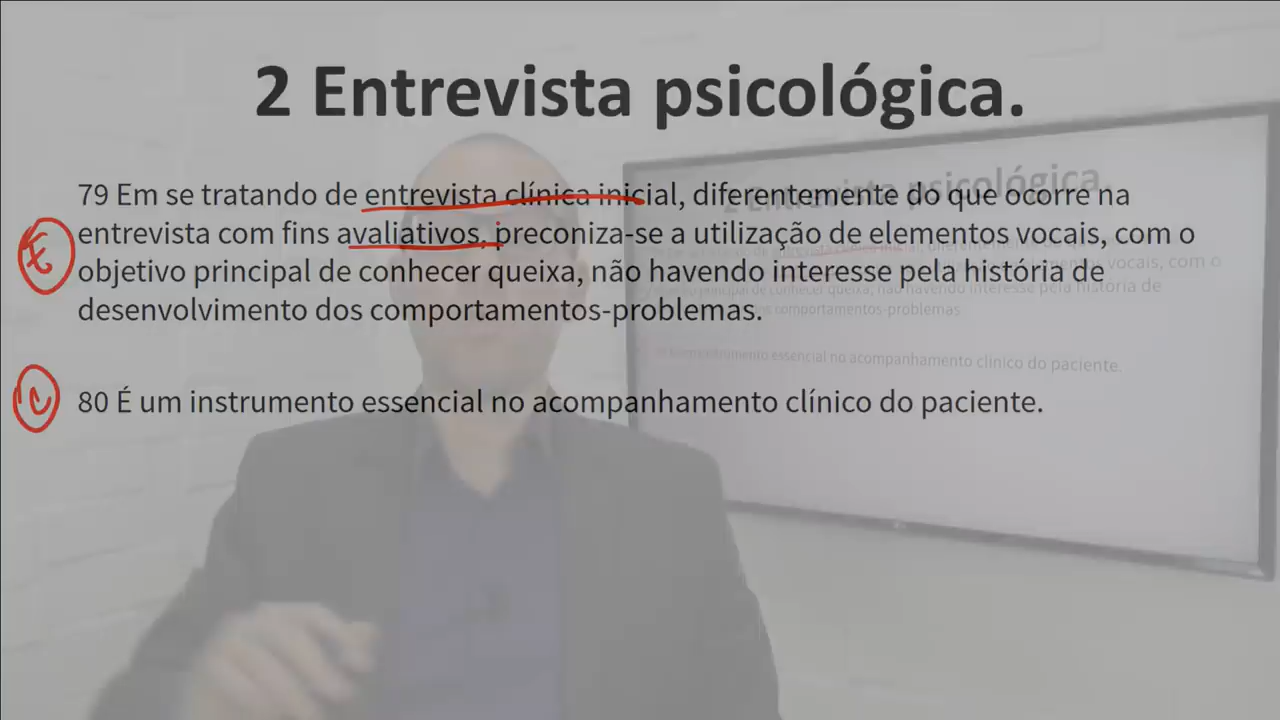 2 Entrevista psicológica.
79 Em se tratando de entrevista clínica inicial, diferentemente do que ocorre na
entrevista com fins avaliativos, preconiza-se a utilização de elementos vocais, com o
objetivo principal de conhecer queixa, não havendo interesse pela história de
desenvolvimento dos comportamentos-problemas.
E
80 É um instrumento essencial no acompanhamento clínico do paciente.
C
psicológica.